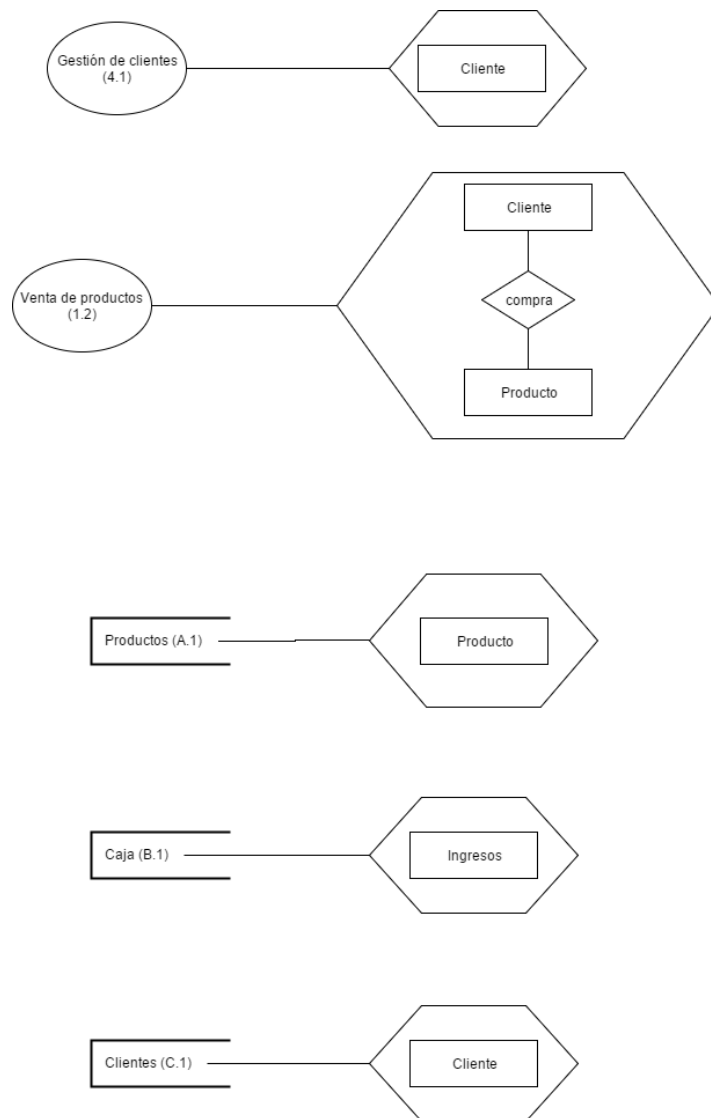 Gestión de clientes
(4.1)
Cliente
Cliente
Venta de productos
(1.2)
compra
Producto
Productos (A.1)
Producto
Caja (B.1)
Ingresos
Clientes (C.1)
Cliente